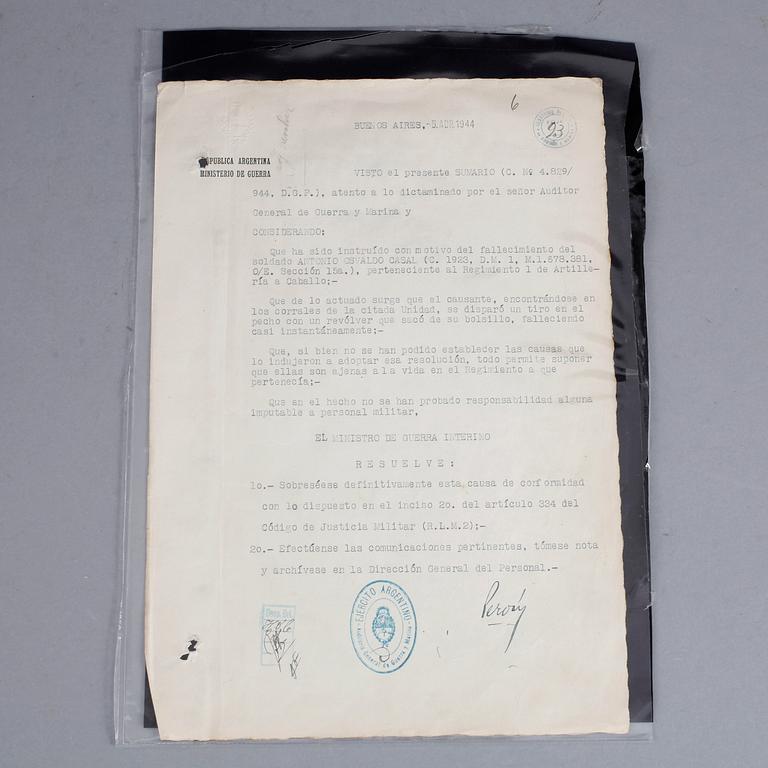 6
BUENOS AIRES,-5.ABR.1944
93
REPUBLICA ARGENTINA
MINISTERIO DE GUERRA
VISTO el presente SUMARIO (C. Nº 4.829/
944, D.G.P.), atento a lo dictaminado por el señor Auditor
General de Guerra y Marina y
CONSIDERANDO:
Que ha sido instruído con motivo del fallecimiento del
soldado ANTONIO OSVALDO CASAL (C. 1923, D.M. 1, M.1.578.381,
O/E. Sección 15a.), perteneciente al Regimiento 1 de Artille-
ría a Caballo;-
Que de lo actuado surge que el causante, encontrándose en
los corrales de la citada Unidad, se disparó un tiro en el
pecho con un revólver que sacó de su bolsillo, falleciendo
casi instantáneamente;-
Que, si bien no se han podido establecer las causas que
lo indujeron a adoptar esa resolución, todo permite suponer
que ellas son ajenas a la vida en el Regimiento a que
pertenecía;-
Que en el hecho no se han probado responsabilidad alguna
imputable a personal militar,
EL MINISTRO DE GUERRA INTERINO
RESUELVE:
1o.- Sobreséese definitivamente esta causa de conformidad
con lo dispuesto en el inciso 2o. del artículo 334 del
Código de Justicia Militar (R.L.M.2);-
2o.- Efectúense las comunicaciones pertinentes, tómese nota
y archívese en la Dirección General del Personal.-
EJERCITO ARGENTINO
Auditoría General de Guerra y Marina
Perón